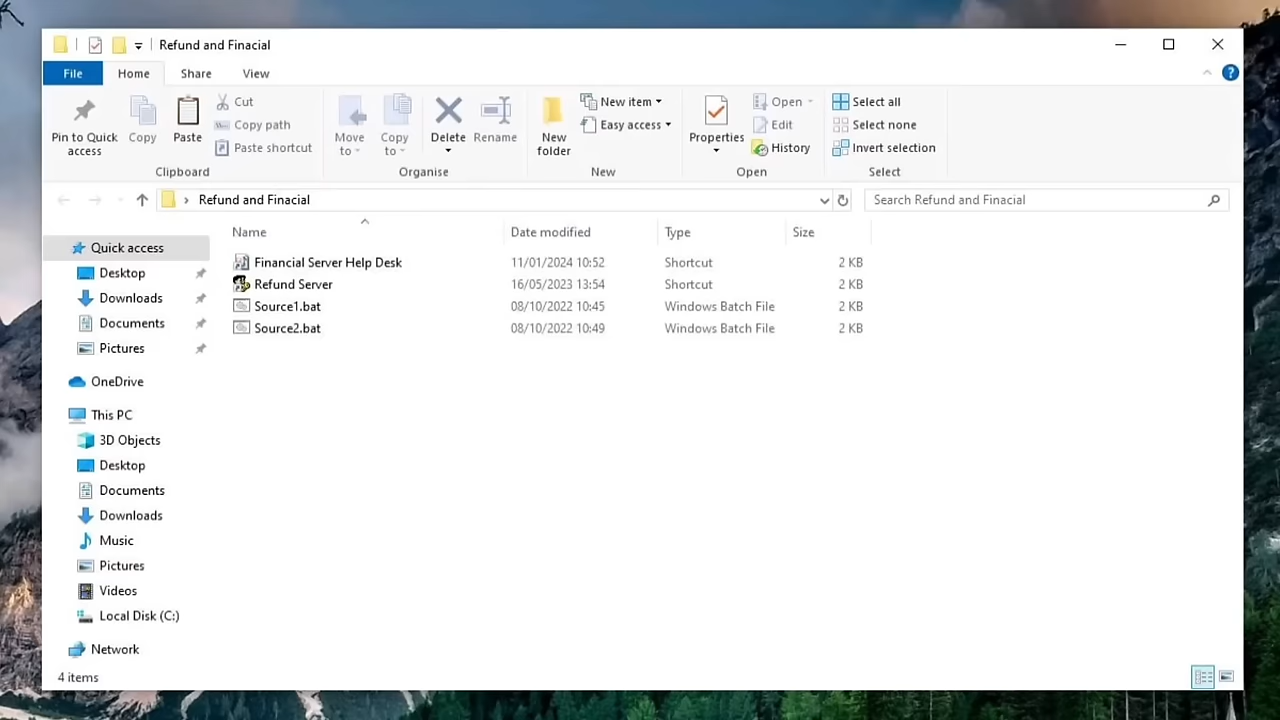 Refund and Finacial
File Home Share View
Pin to Quick access
Copy
Paste
Cut
Copy path
Paste shortcut
Clipboard
Move to
Copy to
Delete
Rename
Organise
New folder
New item
Easy access
New
Properties
Open
Edit
History
Open
Select all
Select none
Invert selection
Select
Refund and Finacial
Search Refund and Finacial
Name Date modified Type Size
Financial Server Help Desk 11/01/2024 10:52 Shortcut 2 KB
Refund Server 16/05/2023 13:54 Shortcut 2 KB
Source1.bat 08/10/2022 10:45 Windows Batch File 2 KB
Source2.bat 08/10/2022 10:49 Windows Batch File 2 KB
Quick access
Desktop
Downloads
Documents
Pictures
OneDrive
This PC
3D Objects
Desktop
Documents
Downloads
Music
Pictures
Videos
Local Disk (C:)
Network
4 items